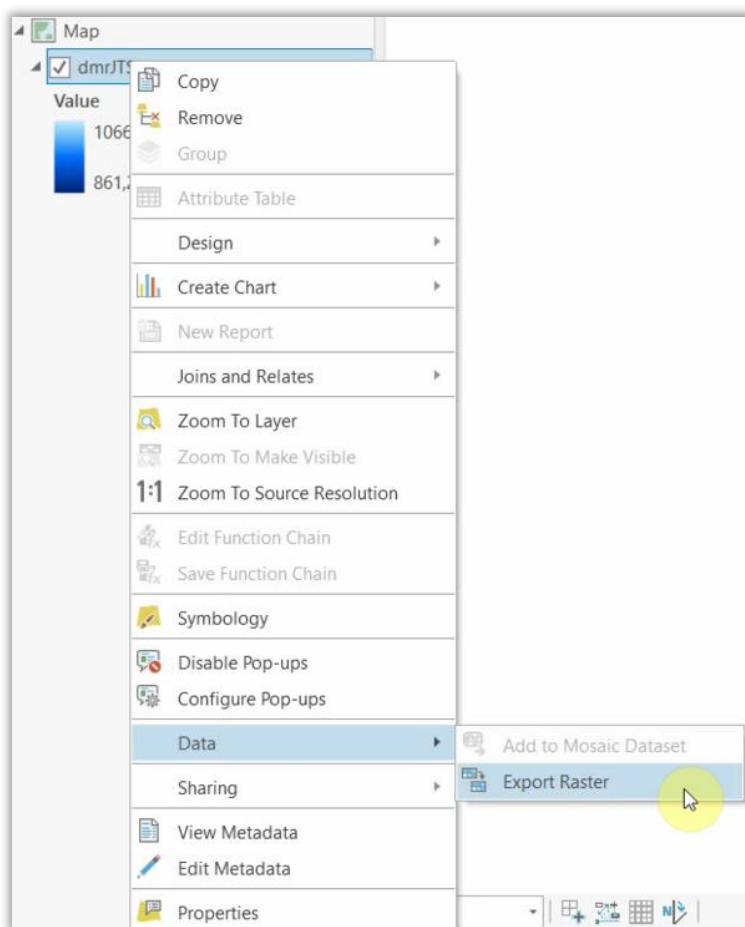 Map
dmrJTS
Value
1066
861,2
Copy
Remove
Group
Attribute Table
Design
Create Chart
New Report
Joins and Relates
Zoom To Layer
Zoom To Make Visible
1:1 Zoom To Source Resolution
Edit Function Chain
Save Function Chain
Symbology
Disable Pop-ups
Configure Pop-ups
Data
Add to Mosaic Dataset
Export Raster
Sharing
View Metadata
Edit Metadata
Properties